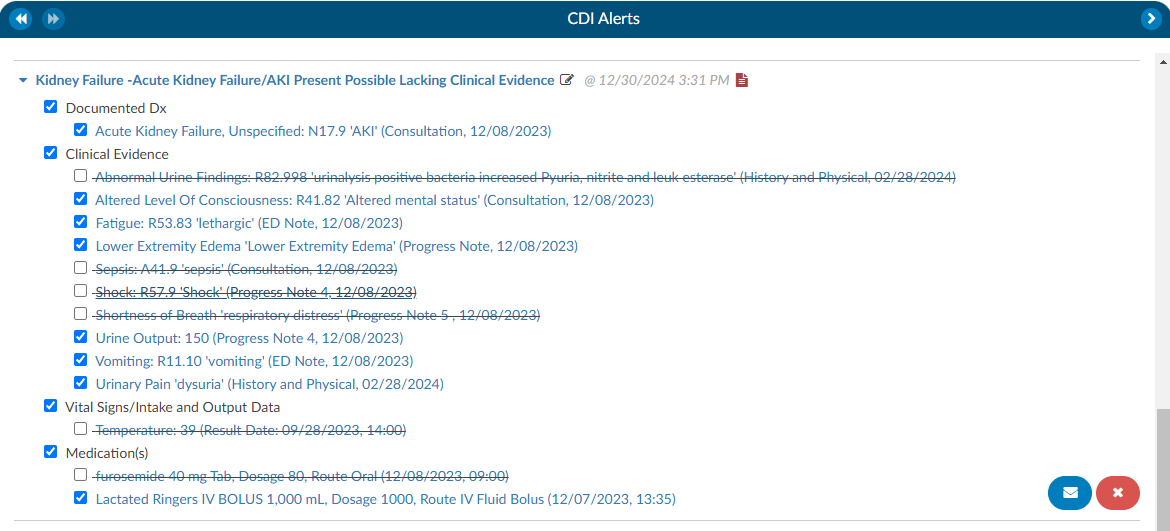 CDI Alerts
Kidney Failure -Acute Kidney Failure/AKI Present Possible Lacking Clinical Evidence @ 12/30/2024 3:31 PM
Documented Dx
Acute Kidney Failure, Unspecified: N17.9 'AKI' (Consultation, 12/08/2023)
Clinical Evidence
Abnormal Urine Findings: R82.998 'urinalysis positive bacteria increased Pyuria, nitrite and leuk esterase' (History and Physical, 02/28/2024)
Altered Level Of Consciousness: R41.82 'Altered mental status' (Consultation, 12/08/2023)
Fatigue: R53.83 'lethargic' (ED Note, 12/08/2023)
Lower Extremity Edema 'Lower Extremity Edema' (Progress Note, 12/08/2023)
Sepsis: A41.9 'sepsis' (Consultation, 12/08/2023)
Shock: R57.9 'Shock' (Progress Note 4, 12/08/2023)
Shortness of Breath 'respiratory distress' (Progress Note 5 , 12/08/2023)
Urine Output: 150 (Progress Note 4, 12/08/2023)
Vomiting: R11.10 'vomiting' (ED Note, 12/08/2023)
Urinary Pain 'dysuria' (History and Physical, 02/28/2024)
Vital Signs/Intake and Output Data
Temperature: 39 (Result Date: 09/28/2023, 14:00)
Medication(s)
furosemide 40 mg Tab, Dosage 80, Route Oral (12/08/2023, 09:00)
Lactated Ringers IV BOLUS 1,000 mL, Dosage 1000, Route IV Fluid Bolus (12/07/2023, 13:35)